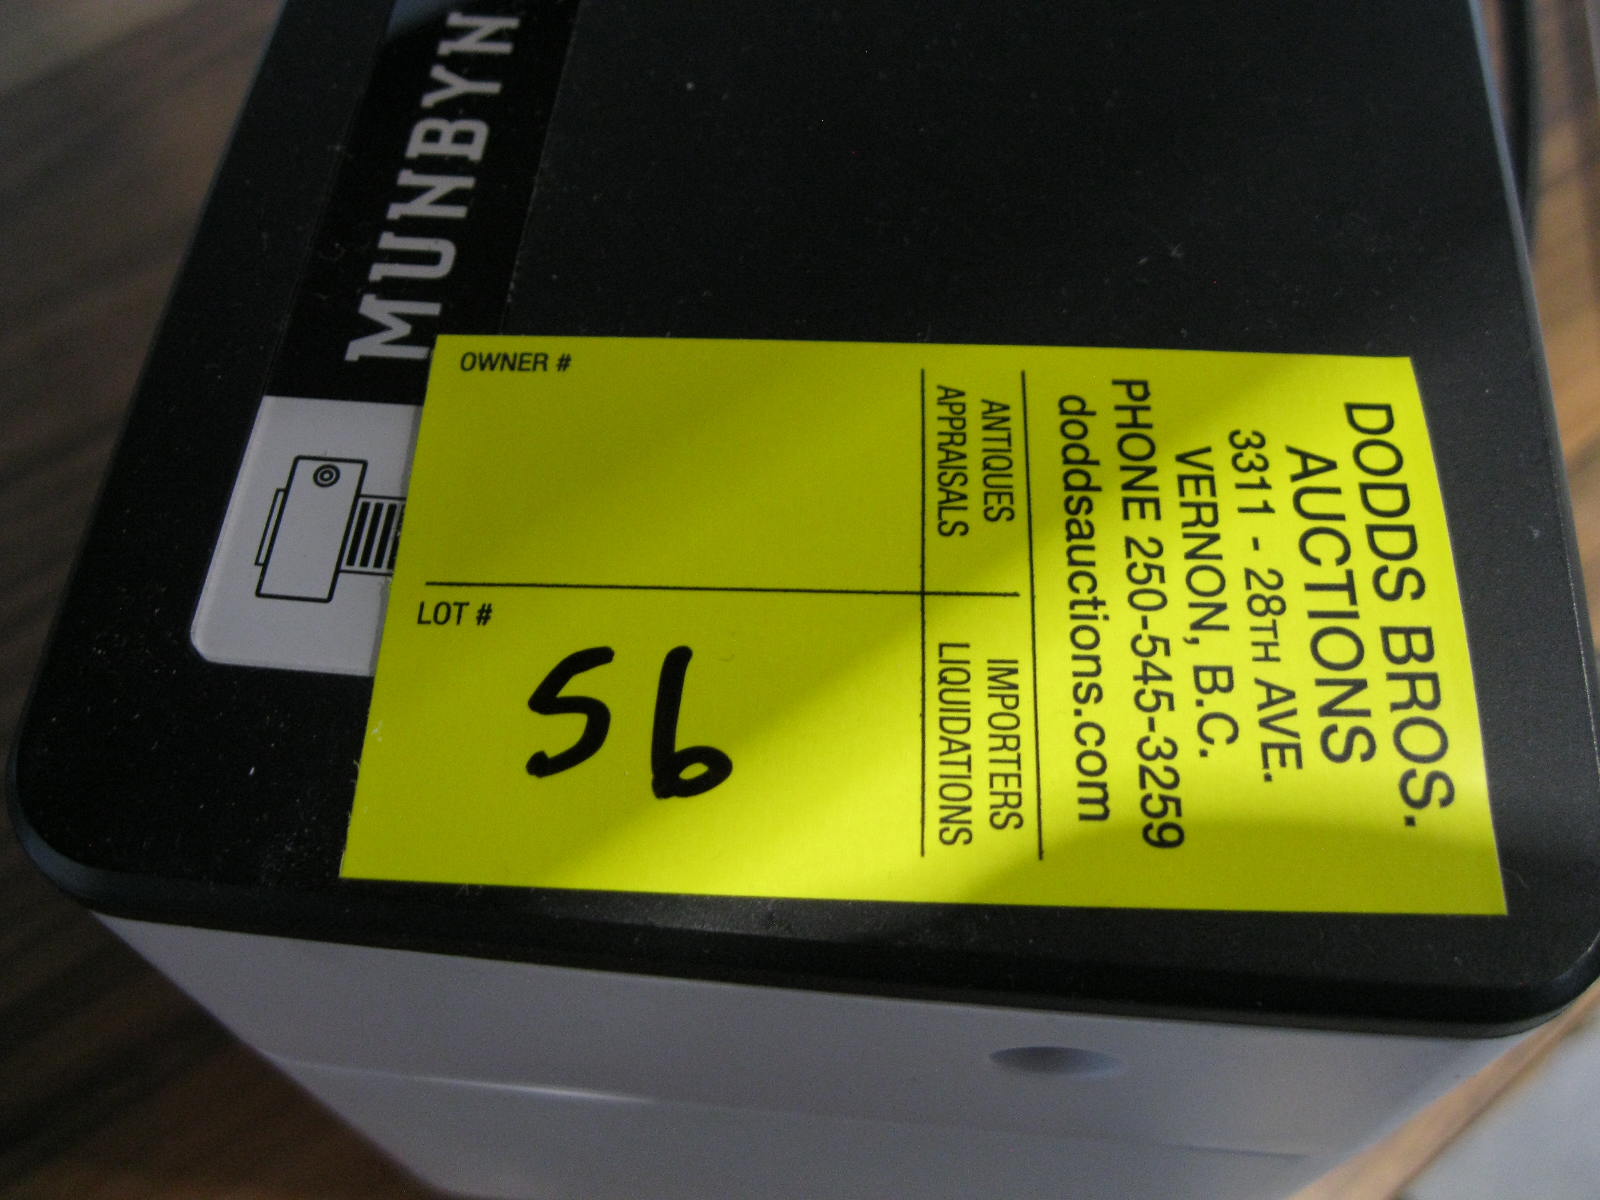 MUNBYN
DODDS BROS.
AUCTIONS
3311 - 28TH AVE.
VERNON, B.C.
PHONE 250-545-3259
doddsauctions.com
ANTIQUES
APPRAISALS
IMPORTERS
LIQUIDATIONS
OWNER #
LOT #
56